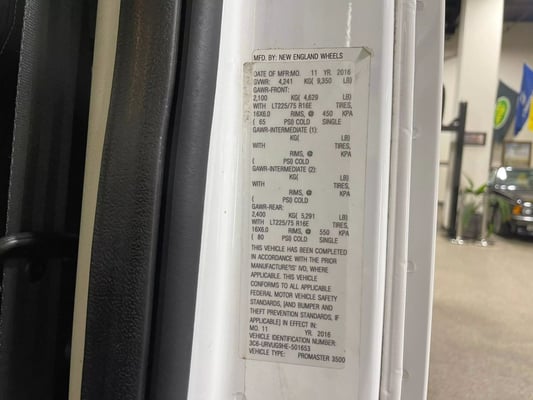 MFD. BY: NEW ENGLAND WHEELS
DATE OF MFR:MO. 11 YR. 2016
GVWR: 4,241 KG( 9,350 LB)
GAWR-FRONT:
2,100 KG( 4,629 LB)
WITH LT225/75 R16E TIRES,
16X6.0 RIMS, @ 450 KPA
( 65 PSI) COLD SINGLE
GAWR-INTERMEDIATE (1):
KG( LB)
WITH TIRES,
RIMS, @ KPA
( PSI) COLD
GAWR-INTERMEDIATE (2):
KG( LB)
WITH TIRES,
RIMS, @ KPA
( PSI) COLD
GAWR-REAR:
2,400 KG( 5,291 LB)
WITH LT225/75 R16E TIRES,
16X6.0 RIMS, @ 550 KPA
( 80 PSI) COLD SINGLE
THIS VEHICLE HAS BEEN COMPLETED
IN ACCORDANCE WITH THE PRIOR
MANUFACTURERS' IVD, WHERE
APPLICABLE. THIS VEHICLE
CONFORMS TO ALL APPLICABLE
FEDERAL MOTOR VEHICLE SAFETY
STANDARDS, [AND BUMPER AND
THEFT PREVENTION STANDARDS, IF
APPLICABLE] IN EFFECT IN:
MO. 11 YR. 2016
VEHICLE IDENTIFICATION NUMBER:
3C6-URVUG9HE-501653
VEHICLE TYPE: PROMASTER 3500